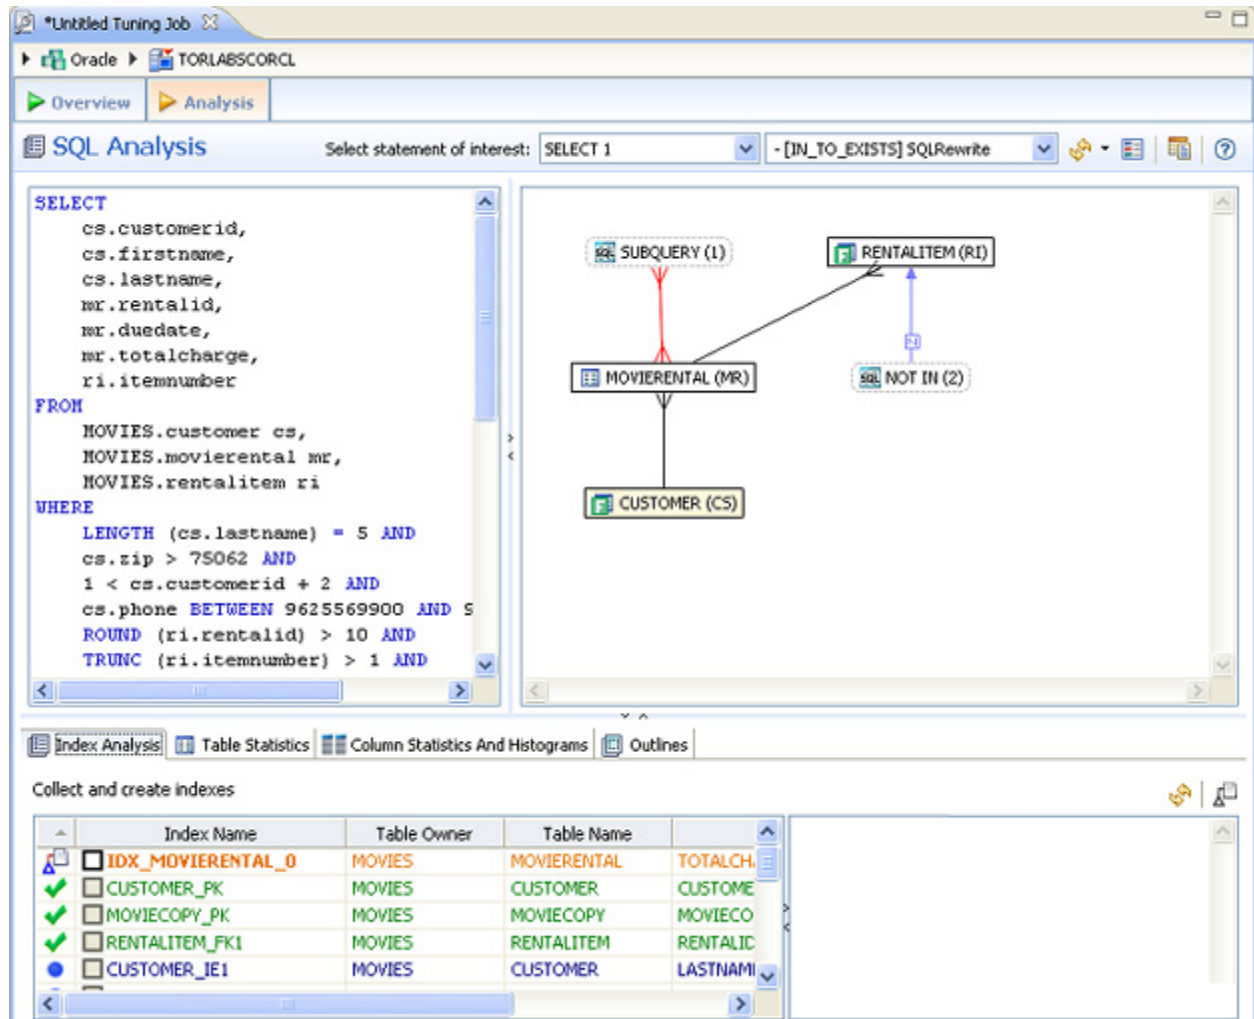 *Untitled Tuning Job
Oracle TORLABSCORCL
Overview Analysis
SQL Analysis Select statement of interest: SELECT 1 - [IN_TO_EXISTS] SQLRewrite
SELECT
cs.customerid,
cs.firstname,
cs.lastname,
mr.rentalid,
mr.duedate,
mr.totalcharge,
ri.itemnumber
FROM
MOVIES.customer cs,
MOVIES.movierental mr,
MOVIES.rentalitem ri
WHERE
LENGTH (cs.lastname) = 5 AND
cs.zip > 75062 AND
1 < cs.customerid + 2 AND
cs.phone BETWEEN 9625569900 AND 9
ROUND (ri.rentalid) > 10 AND
TRUNC (ri.itemnumber) > 1 AND
SUBQUERY (1) RENTALITEM (RI)
MOVIERENTAL (MR) NOT IN (2)
CUSTOMER (CS)
Index Analysis Table Statistics Column Statistics And Histograms Outlines
Collect and create indexes
Index Name Table Owner Table Name
IDX_MOVIERENTAL_0 MOVIES MOVIERENTAL TOTALCH
CUSTOMER_PK MOVIES CUSTOMER CUSTOME
MOVIECOPY_PK MOVIES MOVIECOPY MOVIECO
RENTALITEM_FK1 MOVIES RENTALITEM RENTALID
CUSTOMER_IE1 MOVIES CUSTOMER LASTNAM